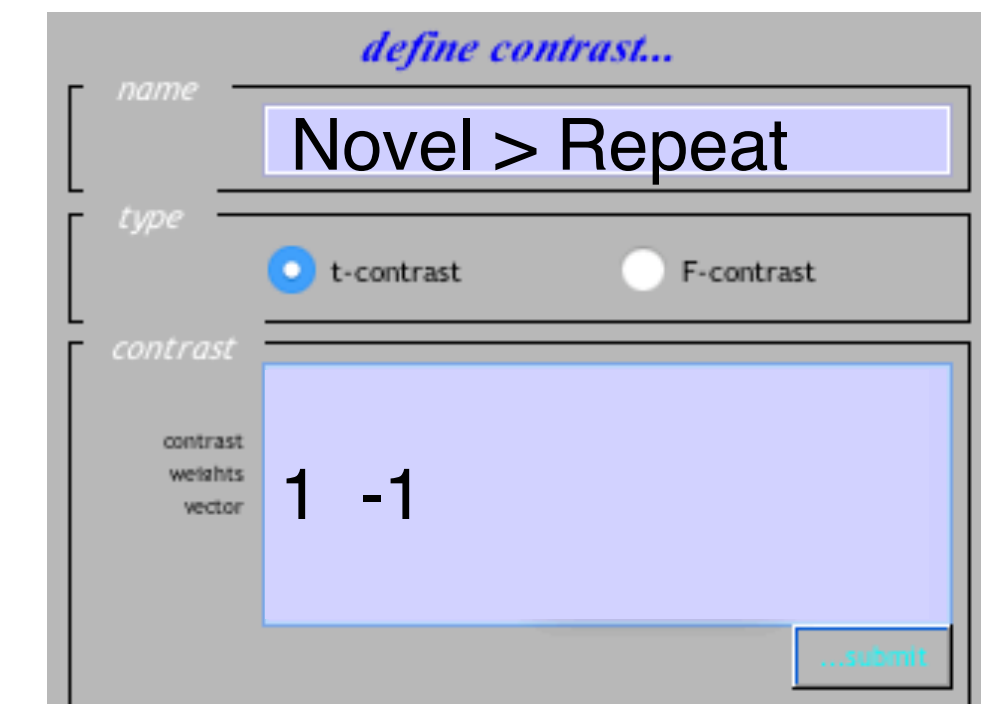 define contrast...
name
Novel > Repeat
type
t-contrast
F-contrast
contrast
contrast
weights
vector
1 -1
...submit